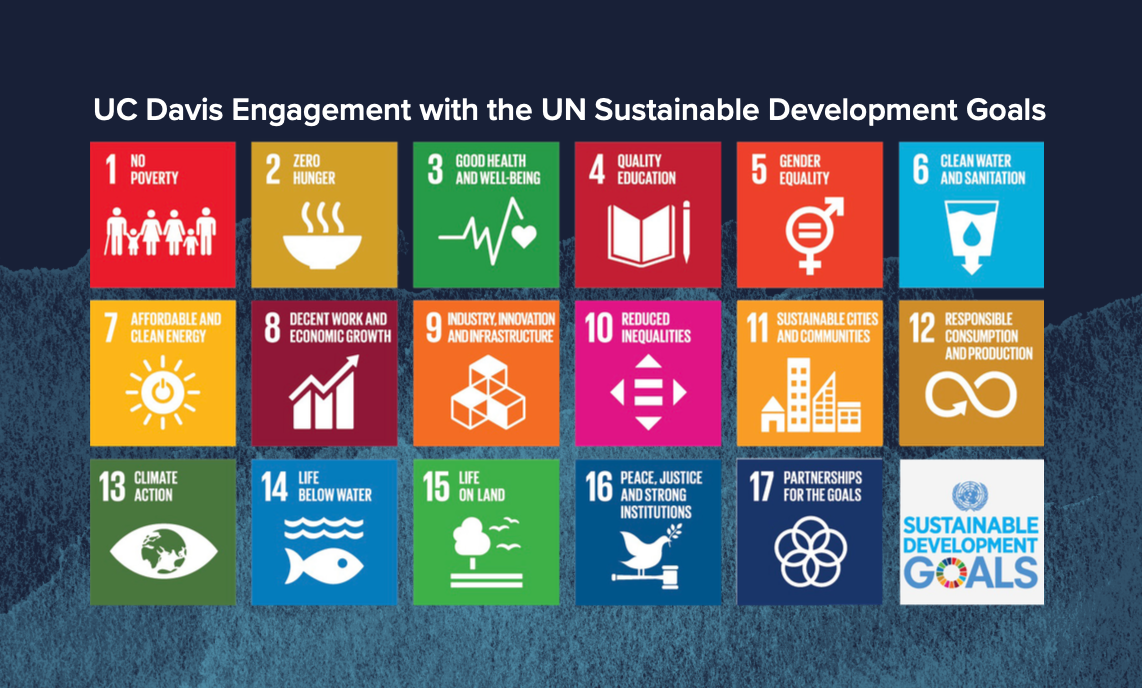 UC Davis Engagement with the UN Sustainable Development Goals
1 NO
POVERTY
2 ZERO
HUNGER
3 GOOD HEALTH
AND WELL-BEING
4 QUALITY
EDUCATION
5 GENDER
EQUALITY
6 CLEAN WATER
AND SANITATION
7 AFFORDABLE AND
CLEAN ENERGY
8 DECENT WORK AND
ECONOMIC GROWTH
9 INDUSTRY, INNOVATION
AND INFRASTRUCTURE
10 REDUCED
INEQUALITIES
11 SUSTAINABLE CITIES
AND COMMUNITIES
12 RESPONSIBLE
CONSUMPTION
AND PRODUCTION
13 CLIMATE
ACTION
14 LIFE
BELOW WATER
15 LIFE
ON LAND
16 PEACE, JUSTICE
AND STRONG
INSTITUTIONS
17 PARTNERSHIPS
FOR THE GOALS
SUSTAINABLE
DEVELOPMENT
GOALS